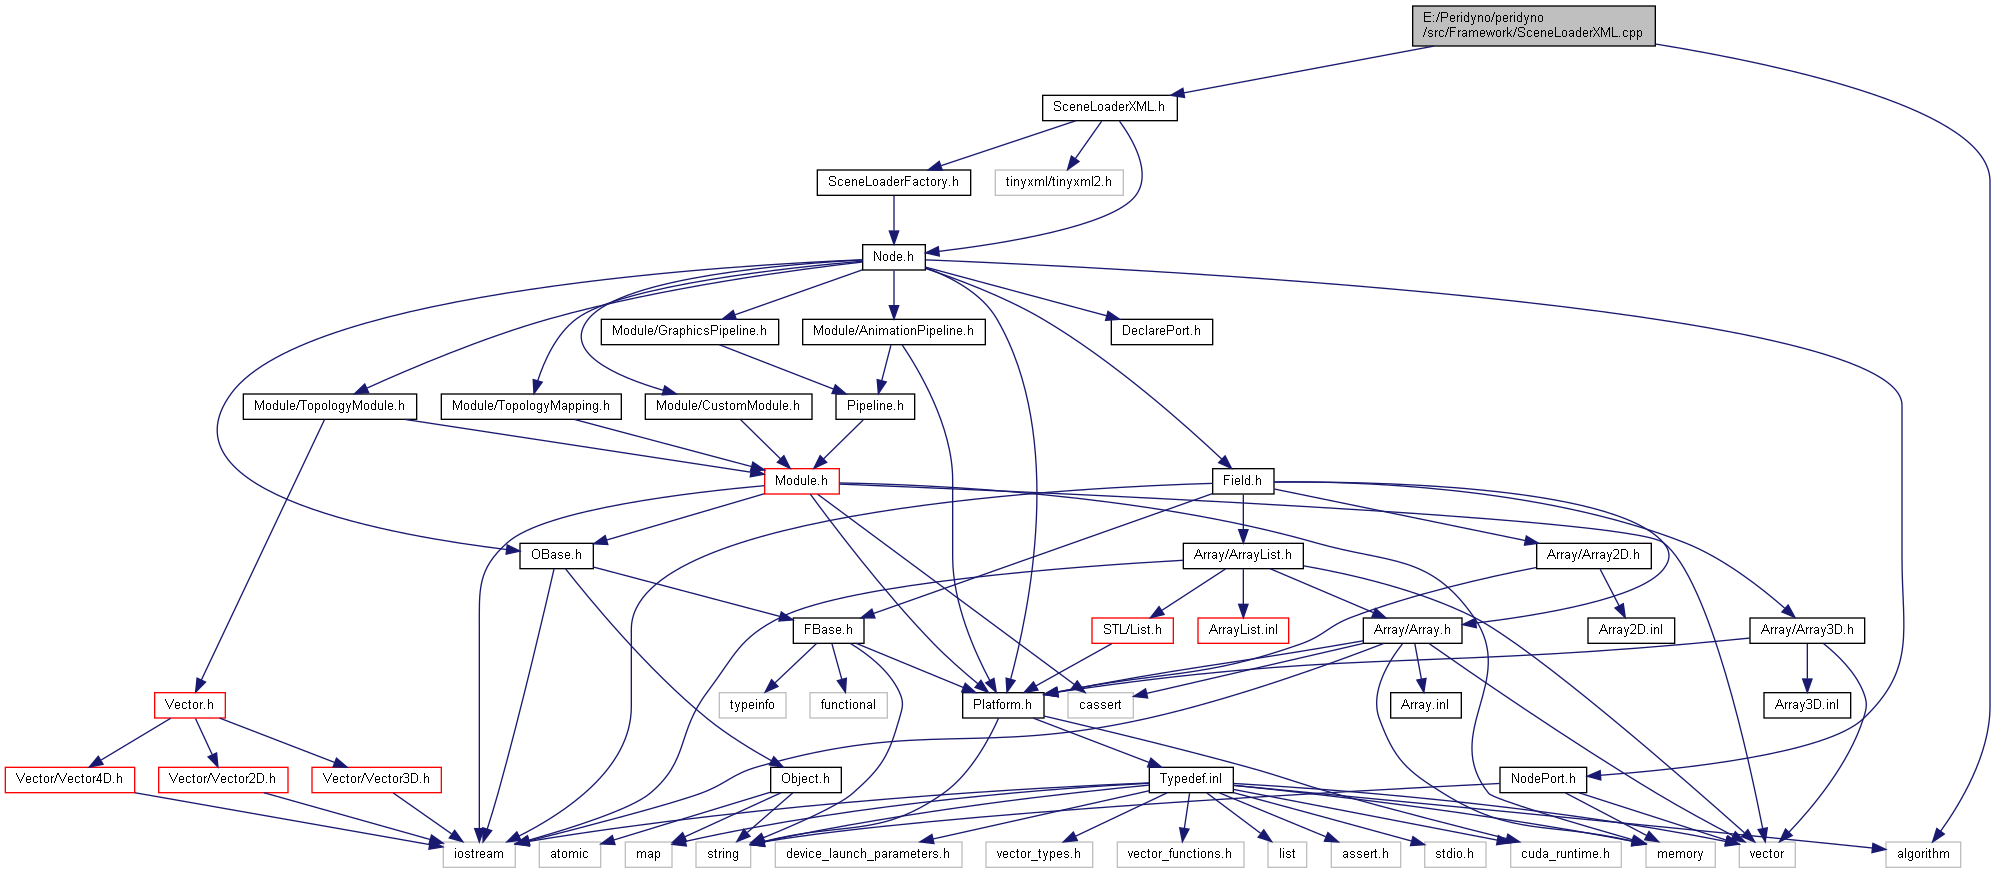 E:/Peridyno/peridyno
/src/Framework/SceneLoaderXML.cpp
SceneLoaderXML.h
SceneLoaderFactory.h
tinyxml/tinyxml2.h
Node.h
Module/GraphicsPipeline.h
Module/AnimationPipeline.h
DeclarePort.h
Module/TopologyModule.h
Module/TopologyMapping.h
Module/CustomModule.h
Pipeline.h
Module.h
Field.h
OBase.h
Array/ArrayList.h
Array/Array2D.h
FBase.h
STL/List.h
ArrayList.inl
Array/Array.h
Array2D.inl
Array/Array3D.h
Vector.h
typeinfo
functional
Platform.h
cassert
Array.inl
Array3D.inl
Vector/Vector4D.h
Vector/Vector2D.h
Vector/Vector3D.h
Object.h
Typedef.inl
NodePort.h
iostream
atomic
map
string
device_launch_parameters.h
vector_types.h
vector_functions.h
list
assert.h
stdio.h
cuda_runtime.h
memory
vector
algorithm